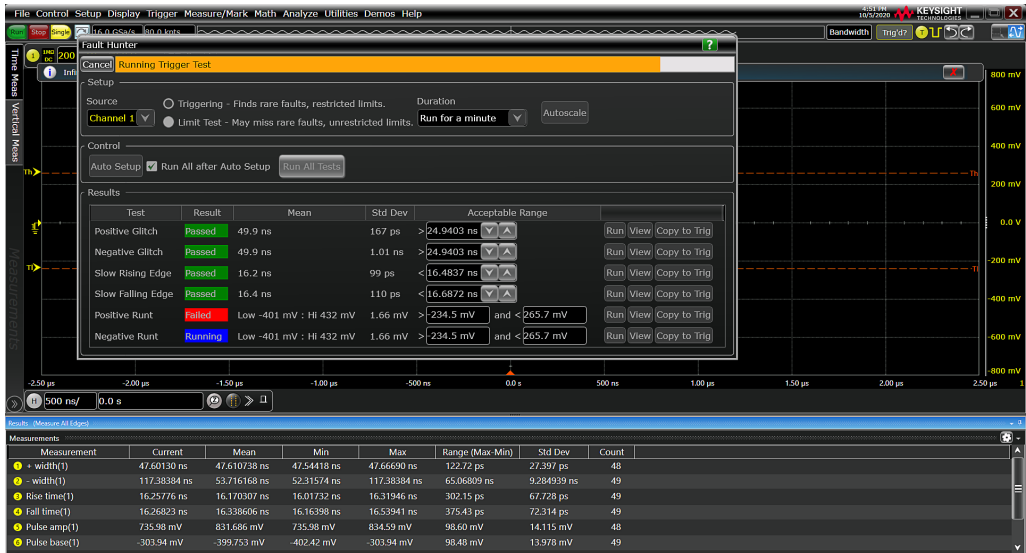 File Control Setup Display Trigger Measure/Mark Math Analyze Utilities Demos Help
4:51 PM
10/5/2020
KEYSIGHT
TECHNOLOGIES
Run Stop Single 16.0 GSa/s 80.0 kpts
Bandwidth Trig'd? 1
Fault Hunter ?
1 1MΩ DC 200
Time Meas
Vertical Meas
Measurements
Cancel Running Trigger Test
Setup
Source
Channel 1
Triggering - Finds rare faults, restricted limits.
Limit Test - May miss rare faults, unrestricted limits.
Duration
Run for a minute
Autoscale
Control
Auto Setup Run All after Auto Setup Run All Tests
Results
Test Result Mean Std Dev Acceptable Range
Positive Glitch Passed 49.9 ns 167 ps > 24.9403 ns Run View Copy to Trig
Negative Glitch Passed 49.9 ns 1.01 ns > 24.9403 ns Run View Copy to Trig
Slow Rising Edge Passed 16.2 ns 99 ps < 16.4837 ns Run View Copy to Trig
Slow Falling Edge Passed 16.4 ns 110 ps < 16.6872 ns Run View Copy to Trig
Positive Runt Failed Low -401 mV : Hi 432 mV 1.66 mV > -234.5 mV and < 265.7 mV Run View Copy to Trig
Negative Runt Running Low -401 mV : Hi 432 mV 1.66 mV > -234.5 mV and < 265.7 mV Run View Copy to Trig
800 mV
600 mV
400 mV
Th
Th
200 mV
0.0 V
-200 mV
Tl
Tl
-400 mV
-600 mV
-800 mV
-2.50 µs -2.00 µs -1.50 µs -1.00 µs -500 ns 0.0 s 500 ns 1.00 µs 1.50 µs 2.00 µs 2.50 µs 1
H 500 ns/ 0.0 s
Results (Measure All Edges)
Measurements
Measurement Current Mean Min Max Range (Max-Min) Std Dev Count
1 + width(1) 47.60130 ns 47.610738 ns 47.54418 ns 47.66690 ns 122.72 ps 27.397 ps 48
2 - width(1) 117.38384 ns 53.716168 ns 52.31574 ns 117.38384 ns 65.06809 ns 9.284939 ns 49
3 Rise time(1) 16.25776 ns 16.170307 ns 16.01732 ns 16.31946 ns 302.15 ps 67.728 ps 49
4 Fall time(1) 16.26823 ns 16.338606 ns 16.16398 ns 16.53941 ns 375.43 ps 72.314 ps 49
5 Pulse amp(1) 735.98 mV 831.686 mV 735.98 mV 834.59 mV 98.60 mV 14.115 mV 48
6 Pulse base(1) -303.94 mV -399.753 mV -402.42 mV -303.94 mV 98.48 mV 13.978 mV 49